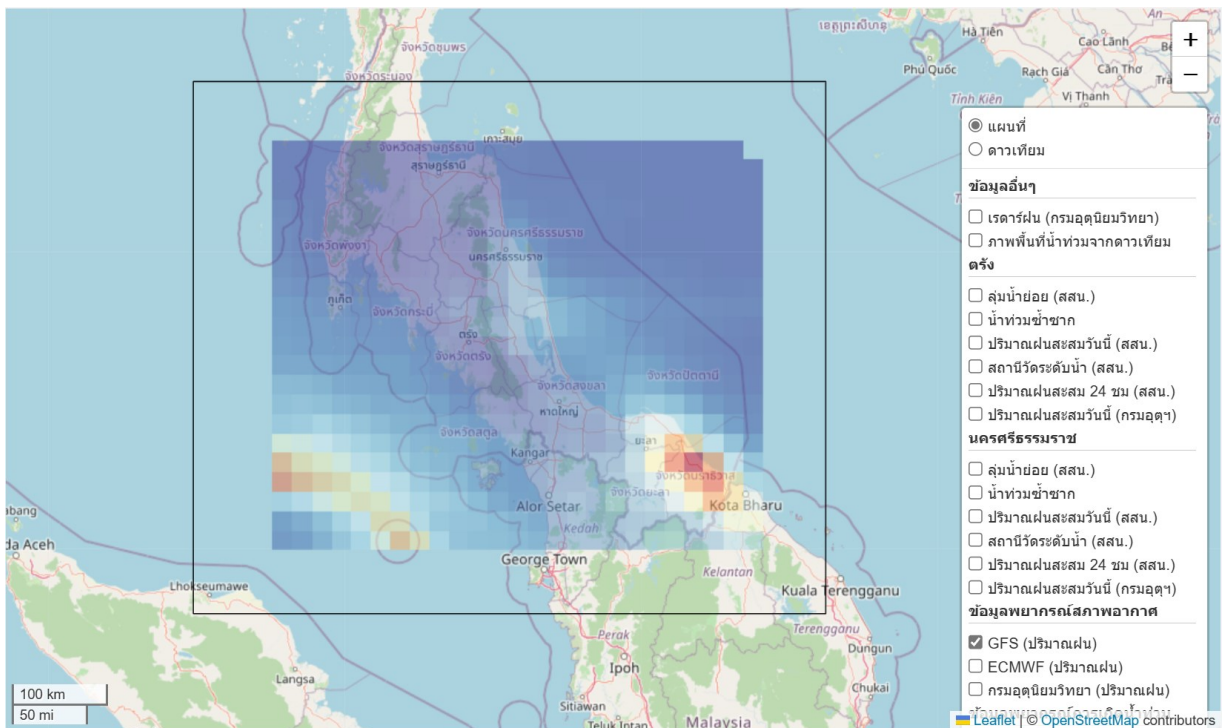 จังหวัดชุมพร
จังหวัดระนอง
Hà Tiên
Cao Lãnh
Phú Quốc
Rạch Giá
Cần Thơ
Vị Thanh
Tỉnh Kiên
เกาะสมุย
จังหวัดสุราษฎร์ธานี
สุราษฎร์ธานี
จังหวัดนครศรีธรรมราช
นครศรีธรรมราช
จังหวัดพังงา
ภูเก็ต
จังหวัดกระบี่
ตรัง
จังหวัดตรัง
จังหวัดปัตตานี
จังหวัดสงขลา
หาดใหญ่
จังหวัดสตูล
ยะลา
Kangar
จังหวัดนราธิวาส
จังหวัดยะลา
Alor Setar
Kota Bharu
Kedah
da Aceh
George Town
Kelantan
Lhokseumawe
Kuala Terengganu
Terengganu
Perak
Dungun
Ipoh
Langsa
Chukai
Sitiawan
Teluk Intan
Malaysia
100 km
50 mi
+
−
แผนที่
ดาวเทียม
ข้อมูลอื่นๆ
เรดาร์ฝน (กรมอุตุนิยมวิทยา)
ภาพพื้นที่น้ำท่วมจากดาวเทียม
ตรัง
ลุ่มน้ำย่อย (สสน.)
น้ำท่วมซ้ำซาก
ปริมาณฝนสะสมวันนี้ (สสน.)
สถานีวัดระดับน้ำ (สสน.)
ปริมาณฝนสะสม 24 ชม (สสน.)
ปริมาณฝนสะสมวันนี้ (กรมอุตุฯ)
นครศรีธรรมราช
ลุ่มน้ำย่อย (สสน.)
น้ำท่วมซ้ำซาก
ปริมาณฝนสะสมวันนี้ (สสน.)
สถานีวัดระดับน้ำ (สสน.)
ปริมาณฝนสะสม 24 ชม (สสน.)
ปริมาณฝนสะสมวันนี้ (กรมอุตุฯ)
ข้อมูลพยากรณ์สภาพอากาศ
GFS (ปริมาณฝน)
ECMWF (ปริมาณฝน)
กรมอุตุนิยมวิทยา (ปริมาณฝน)
Leaflet | © OpenStreetMap contributors